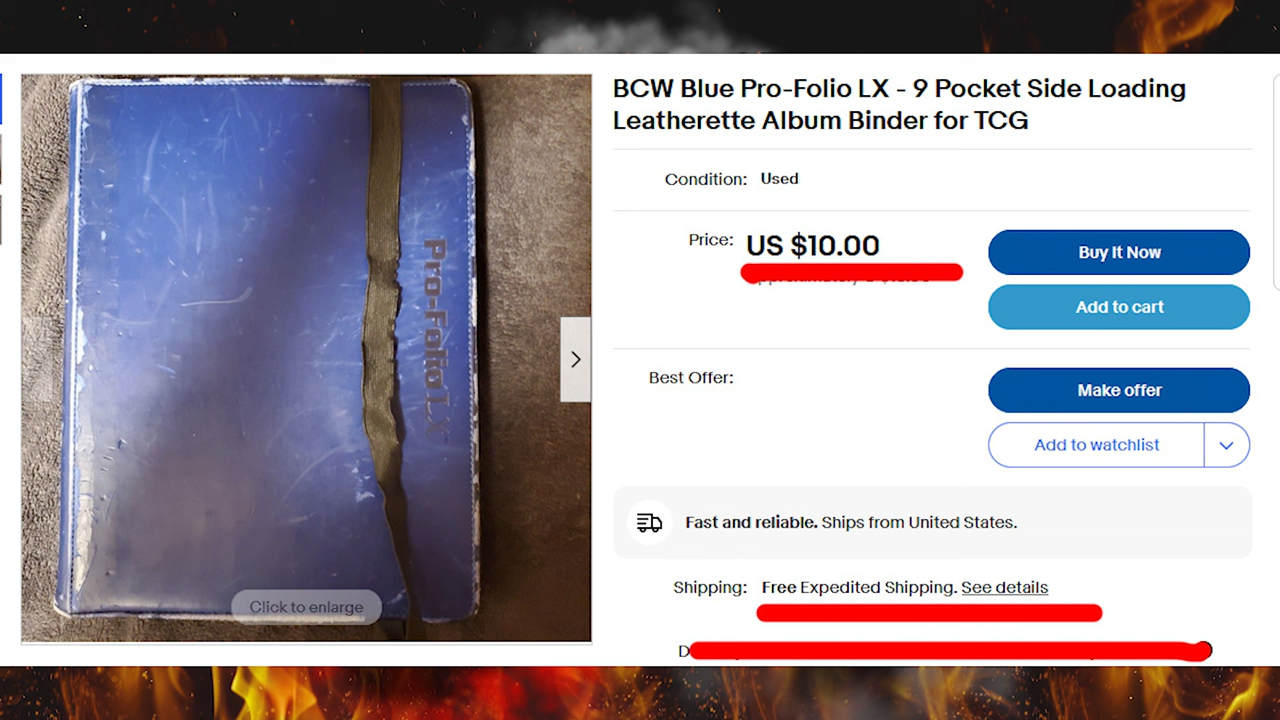 BCW Blue Pro-Folio LX - 9 Pocket Side Loading
Leatherette Album Binder for TCG
Condition: Used
Price: US $10.00
Buy It Now
Add to cart
Best Offer:
Make offer
Add to watchlist
Fast and reliable. Ships from United States.
Shipping: Free Expedited Shipping. See details
D
Pro-Folio LX
Click to enlarge